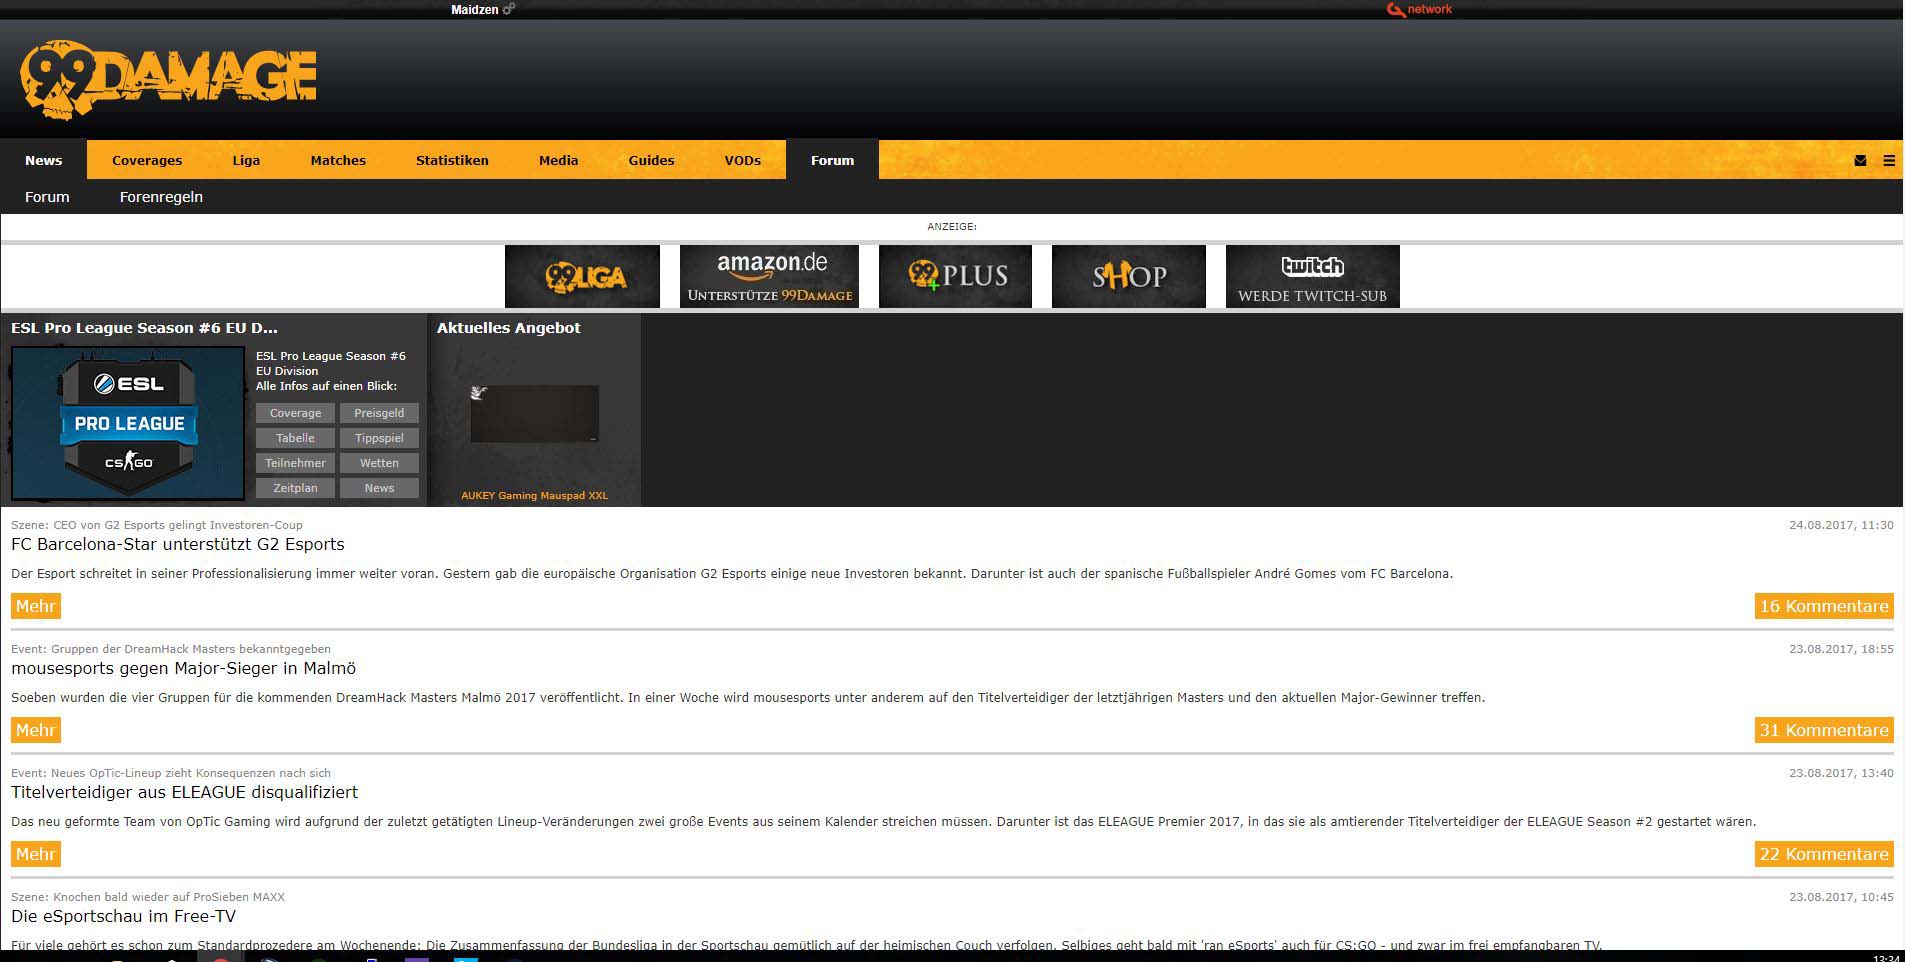 Maidzen
network
99DAMAGE
News Coverages Liga Matches Statistiken Media Guides VODs Forum
Forum Forenregeln
ANZEIGE:
99LIGA
amazon.de
UNTERSTÜTZE 99DAMAGE
99 PLUS
SHOP
twitch
WERDE TWITCH-SUB
ESL Pro League Season #6 EU D...
ESL
PRO LEAGUE
CS GO
ESL Pro League Season #6
EU Division
Alle Infos auf einen Blick:
Coverage Preisgeld
Tabelle Tippspiel
Teilnehmer Wetten
Zeitplan News
Aktuelles Angebot
AUKEY Gaming Mauspad XXL
Szene: CEO von G2 Esports gelingt Investoren-Coup 24.08.2017, 11:30
FC Barcelona-Star unterstützt G2 Esports
Der Esport schreitet in seiner Professionalisierung immer weiter voran. Gestern gab die europäische Organisation G2 Esports einige neue Investoren bekannt. Darunter ist auch der spanische Fußballspieler André Gomes vom FC Barcelona.
Mehr 16 Kommentare
Event: Gruppen der DreamHack Masters bekanntgegeben 23.08.2017, 18:55
mousesports gegen Major-Sieger in Malmö
Soeben wurden die vier Gruppen für die kommenden DreamHack Masters Malmö 2017 veröffentlicht. In einer Woche wird mousesports unter anderem auf den Titelverteidiger der letztjährigen Masters und den aktuellen Major-Gewinner treffen.
Mehr 31 Kommentare
Event: Neues OpTic-Lineup zieht Konsequenzen nach sich 23.08.2017, 13:40
Titelverteidiger aus ELEAGUE disqualifiziert
Das neu geformte Team von OpTic Gaming wird aufgrund der zuletzt getätigten Lineup-Veränderungen zwei große Events aus seinem Kalender streichen müssen. Darunter ist das ELEAGUE Premier 2017, in das sie als amtierender Titelverteidiger der ELEAGUE Season #2 gestartet wären.
Mehr 22 Kommentare
Szene: Knochen bald wieder auf ProSieben MAXX 23.08.2017, 10:45
Die eSportschau im Free-TV
Für viele gehört es schon zum Standardprozedere am Wochenende: Die Zusammenfassung der Bundesliga in der Sportschau gemütlich auf der heimischen Couch verfolgen. Selbiges geht bald mit 'ran eSports' auch für CS:GO - und zwar im frei empfangbaren TV.
13:34